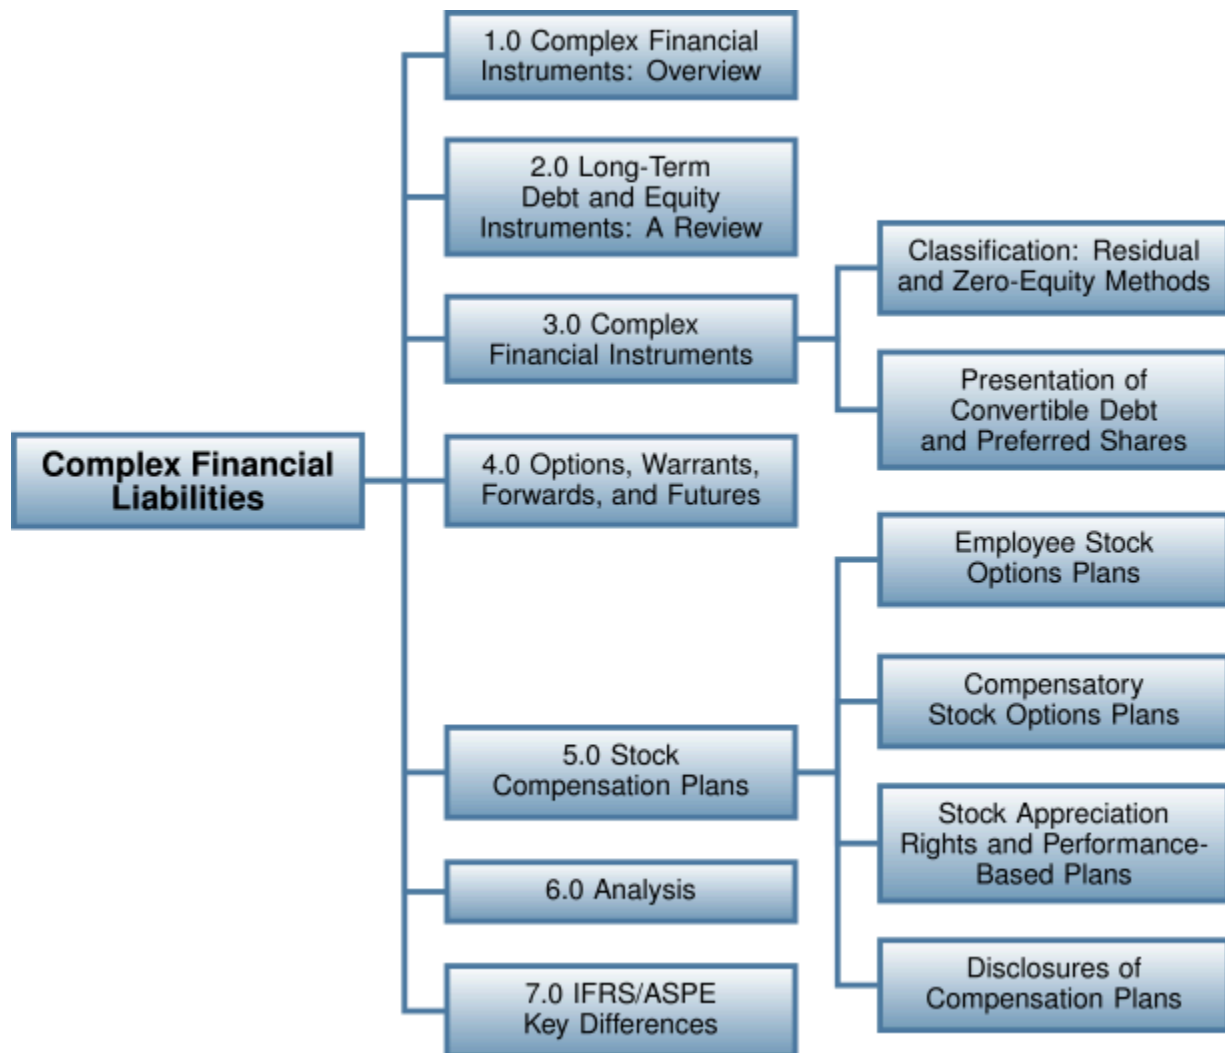 Complex Financial
Liabilities
1.0 Complex Financial
Instruments: Overview
2.0 Long-Term
Debt and Equity
Instruments: A Review
3.0 Complex
Financial Instruments
Classification: Residual
and Zero-Equity Methods
Presentation of
Convertible Debt
and Preferred Shares
4.0 Options, Warrants,
Forwards, and Futures
5.0 Stock
Compensation Plans
Employee Stock
Options Plans
Compensatory
Stock Options Plans
Stock Appreciation
Rights and Performance-
Based Plans
Disclosures of
Compensation Plans
6.0 Analysis
7.0 IFRS/ASPE
Key Differences